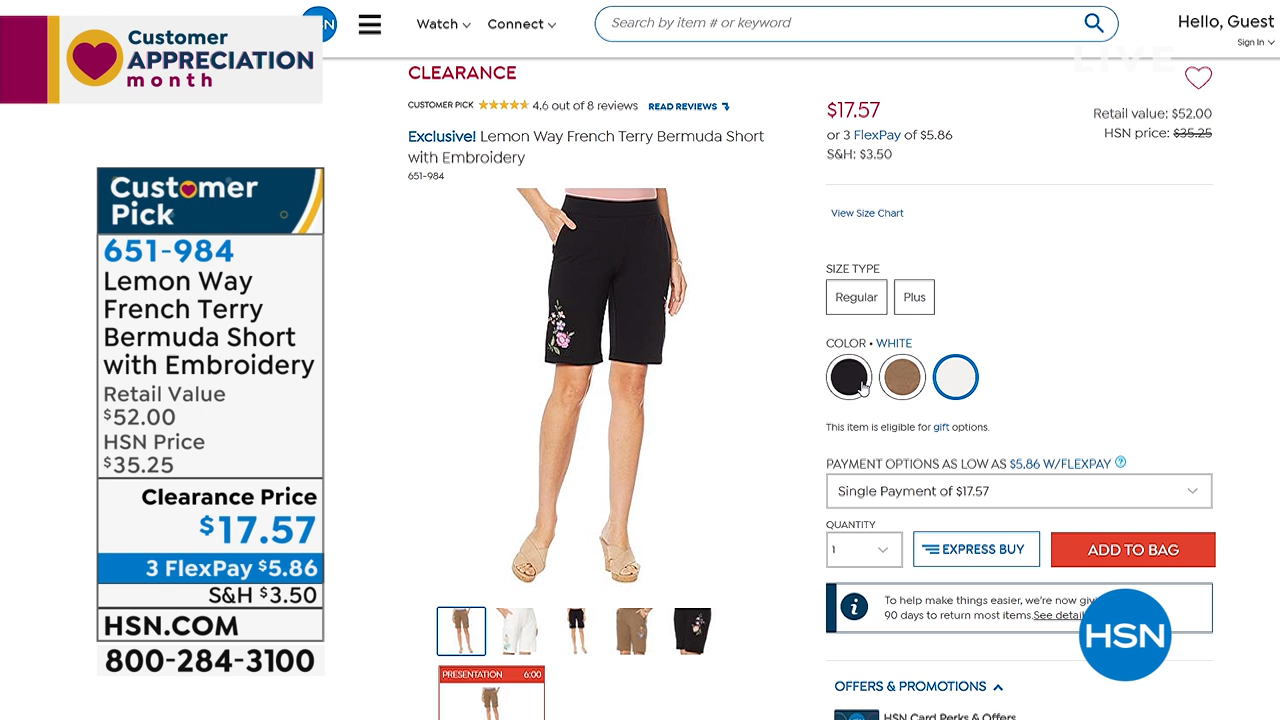 Customer
APPRECIATION
month
Watch
Connect
Search by item # or keyword
Hello, Guest
Sign In
LIVE
CLEARANCE
CUSTOMER PICK 4.6 out of 8 reviews READ REVIEWS
Exclusive! Lemon Way French Terry Bermuda Short
with Embroidery
651-984
$17.57
or 3 FlexPay of $5.86
S&H: $3.50
Retail value: $52.00
HSN price: $35.25
View Size Chart
SIZE TYPE
Regular
Plus
COLOR • WHITE
This item is eligible for gift options.
PAYMENT OPTIONS AS LOW AS $5.86 W/FLEXPAY ?
Single Payment of $17.57
QUANTITY
1
EXPRESS BUY
ADD TO BAG
i
To help make things easier, we're now
90 days to return most items. See
HSN
OFFERS & PROMOTIONS
HSN Card Perks & Offers
PRESENTATION 6:00
Customer
Pick
651-984
Lemon Way
French Terry
Bermuda Short
with Embroidery
Retail Value
$52.00
HSN Price
$35.25
Clearance Price
$17.57
3 FlexPay $5.86
S&H $3.50
HSN.COM
800-284-3100